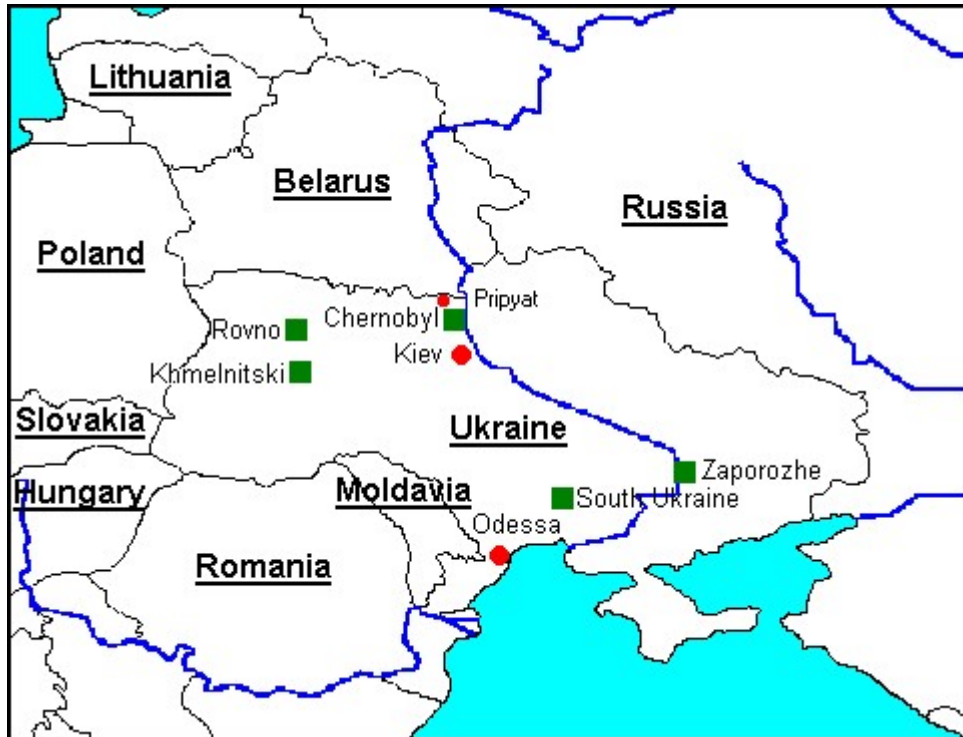 Lithuania
Belarus
Russia
Poland
Pripyat
Chernobyl
Rovno
Kiev
Khmelnitski
Slovakia
Ukraine
Zaporozhe
Hungary
Moldavia
South Ukraine
Odessa
Romania